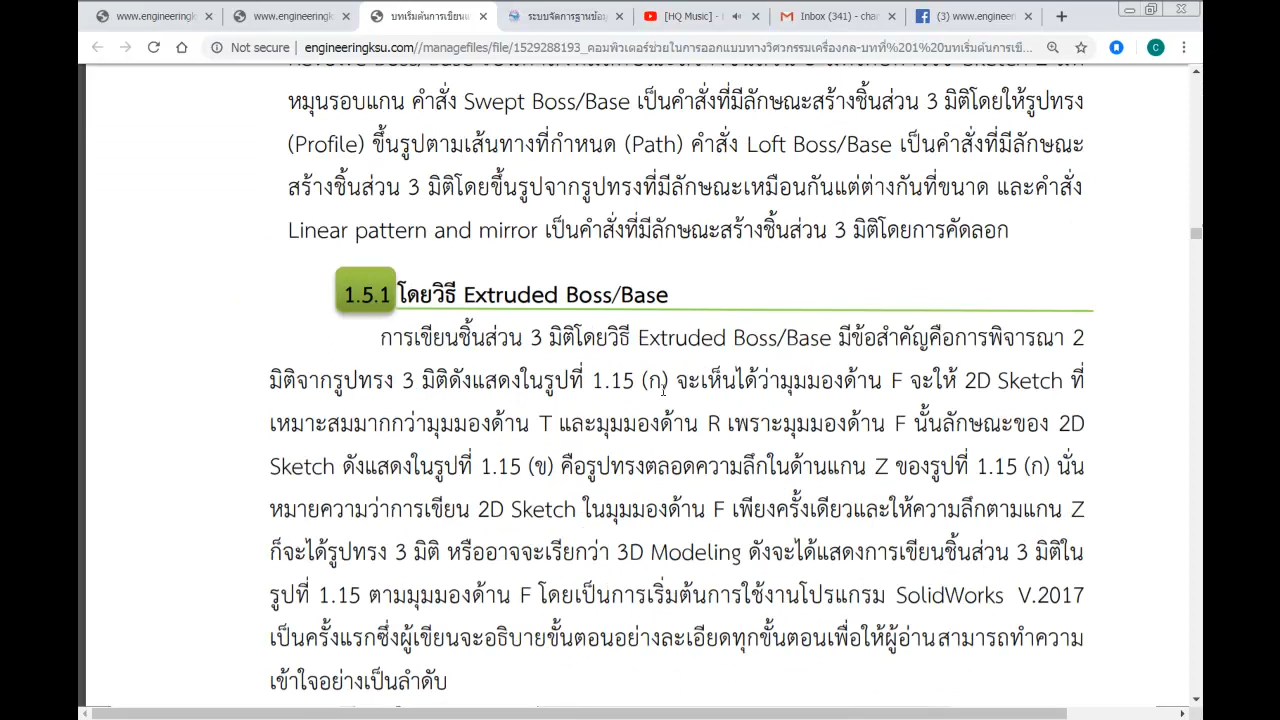 www.engineeringk
www.engineeringk
บทเริ่มต้นการเขียนแ
ระบบจัดการฐานข้อมู
[HQ Music] -
Inbox (341) - char
(3) www.engineer
Not secure
engineeringksu.com//managefiles/file/1529288193_คอมพิวเตอร์ช่วยในการออกแบบทางวิศวกรรมเครื่องกล-บทที่%201%20บทเริ่มต้นการเขี...
C
หมุนรอบแกน คำสั่ง Swept Boss/Base เป็นคำสั่งที่มีลักษณะสร้างชิ้นส่วน 3 มิติโดยให้รูปทรง
(Profile) ขึ้นรูปตามเส้นทางที่กำหนด (Path) คำสั่ง Loft Boss/Base เป็นคำสั่งที่มีลักษณะ
สร้างชิ้นส่วน 3 มิติโดยขึ้นรูปจากรูปทรงที่มีลักษณะเหมือนกันแต่ต่างกันที่ขนาด และคำสั่ง
Linear pattern and mirror เป็นคำสั่งที่มีลักษณะสร้างชิ้นส่วน 3 มิติโดยการคัดลอก
1.5.1 โดยวิธี Extruded Boss/Base
การเขียนชิ้นส่วน 3 มิติโดยวิธี Extruded Boss/Base มีข้อสำคัญคือการพิจารณา 2
มิติจากรูปทรง 3 มิติดังแสดงในรูปที่ 1.15 (ก) จะเห็นได้ว่ามุมมองด้าน F จะให้ 2D Sketch ที่
เหมาะสมมากกว่ามุมมองด้าน T และมุมมองด้าน R เพราะมุมมองด้าน F นั้นลักษณะของ 2D
Sketch ดังแสดงในรูปที่ 1.15 (ข) คือรูปทรงตลอดความลึกในด้านแกน Z ของรูปที่ 1.15 (ก) นั่น
หมายความว่าการเขียน 2D Sketch ในมุมมองด้าน F เพียงครั้งเดียวและให้ความลึกตามแกน Z
ก็จะได้รูปทรง 3 มิติ หรืออาจจะเรียกว่า 3D Modeling ดังจะได้แสดงการเขียนชิ้นส่วน 3 มิติใน
รูปที่ 1.15 ตามมุมมองด้าน F โดยเป็นการเริ่มต้นการใช้งานโปรแกรม SolidWorks V.2017
เป็นครั้งแรกซึ่งผู้เขียนจะอธิบายขั้นตอนอย่างละเอียดทุกขั้นตอนเพื่อให้ผู้อ่านสามารถทำความ
เข้าใจอย่างเป็นลำดับ